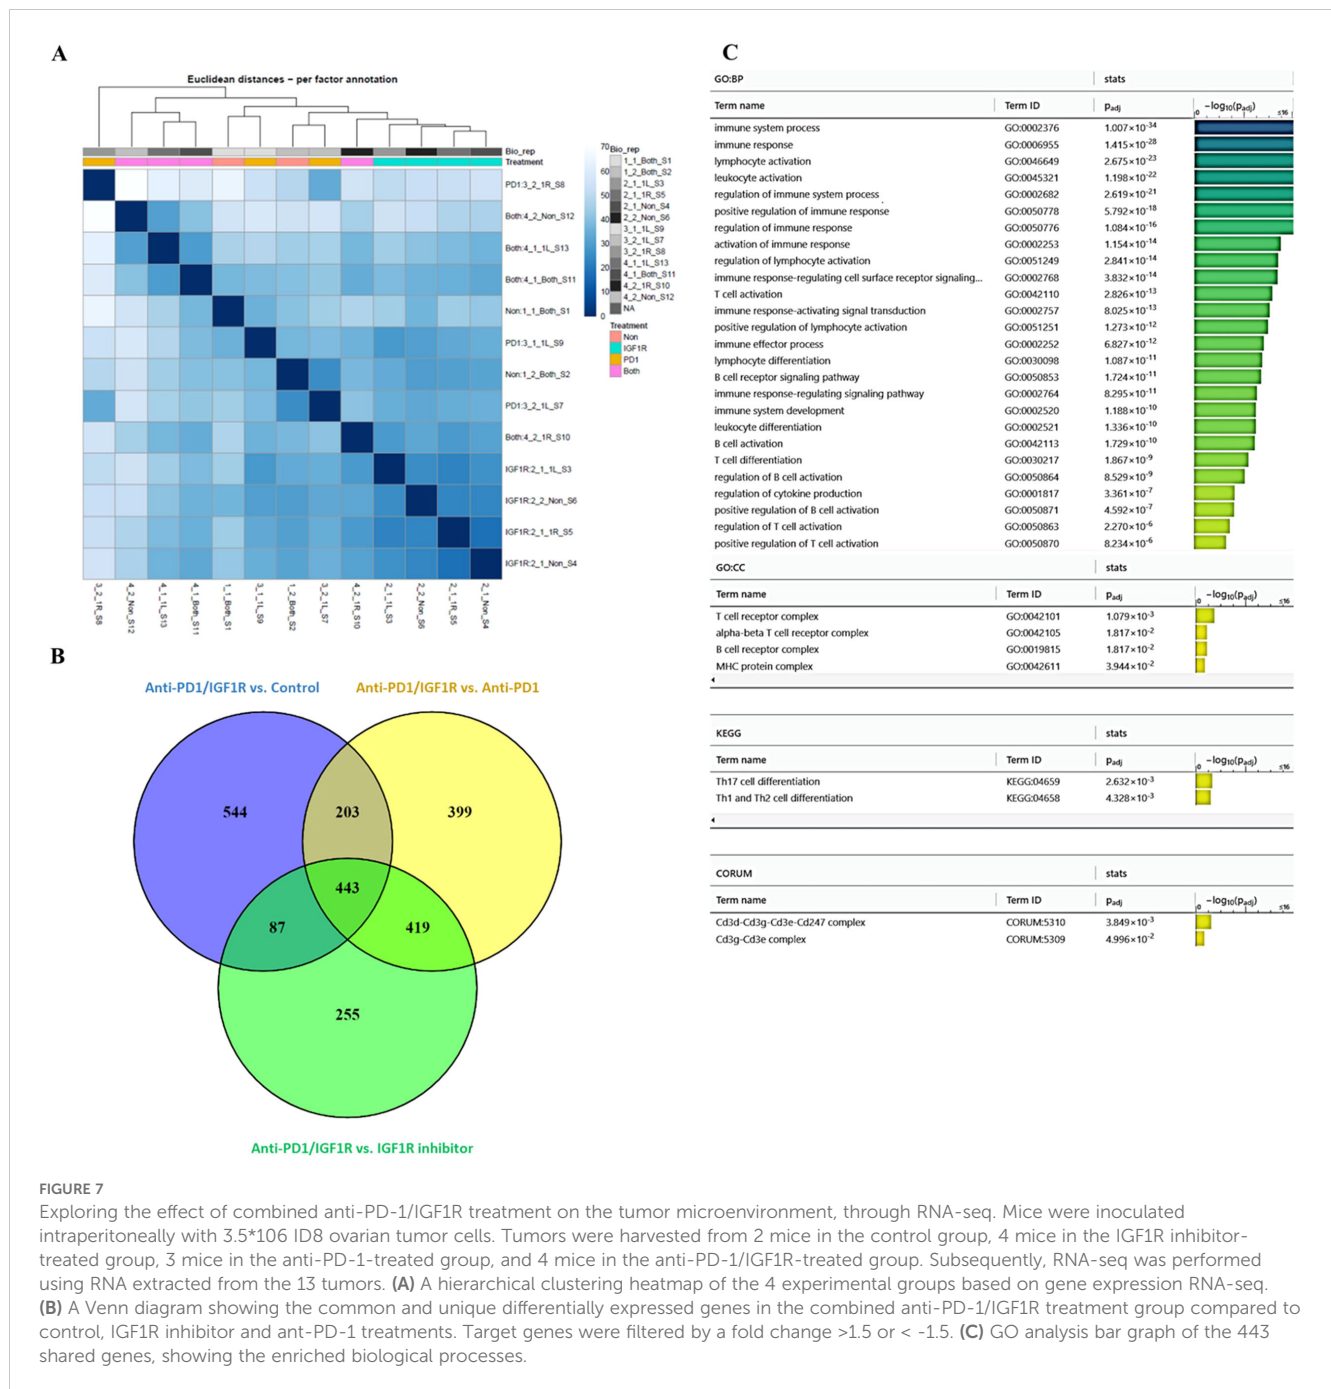 A
Euclidean distances − per factor annotation
Bio_rep
Treatment
PD1:3_2_1R_S8
Both:4_2_Non_S12
Both:4_1_1L_S13
Both:4_1_Both_S11
Non:1_1_Both_S1
PD1:3_1_1L_S9
Non:1_2_Both_S2
PD1:3_2_1L_S7
Both:4_2_1R_S10
IGF1R:2_1_1L_S3
IGF1R:2_2_Non_S6
IGF1R:2_1_1R_S5
IGF1R:2_1_Non_S4
3_2_1R_S8
4_2_Non_S12
4_1_1L_S13
4_1_Both_S11
1_1_Both_S1
3_1_1L_S9
1_2_Both_S2
3_2_1L_S7
4_2_1R_S10
2_1_1L_S3
2_2_Non_S6
2_1_1R_S5
2_1_Non_S4
70
60
50
40
30
20
10
0
Bio_rep
1_1_Both_S1
1_2_Both_S2
2_1_1L_S3
2_1_1R_S5
2_1_Non_S4
2_2_Non_S6
3_1_1L_S9
3_2_1L_S7
3_2_1R_S8
4_1_1L_S13
4_1_Both_S11
4_2_1R_S10
4_2_Non_S12
NA
Treatment
Non
IGF1R
PD1
Both
B
Anti-PD1/IGF1R vs. Control
Anti-PD1/IGF1R vs. Anti-PD1
544
203
399
443
87
419
255
Anti-PD1/IGF1R vs. IGF1R inhibitor
C
GO:BP stats
Term name Term ID padj −log10(padj)
0 ≤16
immune system process GO:0002376 1.007×10-34
immune response GO:0006955 1.415×10-28
lymphocyte activation GO:0046649 2.675×10-23
leukocyte activation GO:0045321 1.198×10-22
regulation of immune system process GO:0002682 2.619×10-21
positive regulation of immune response GO:0050778 5.792×10-18
regulation of immune response GO:0050776 1.084×10-16
activation of immune response GO:0002253 1.154×10-14
regulation of lymphocyte activation GO:0051249 2.841×10-14
immune response-regulating cell surface receptor signaling... GO:0002768 3.832×10-14
T cell activation GO:0042110 2.826×10-13
immune response-activating signal transduction GO:0002757 8.025×10-13
positive regulation of lymphocyte activation GO:0051251 1.273×10-12
immune effector process GO:0002252 6.827×10-12
lymphocyte differentiation GO:0030098 1.087×10-11
B cell receptor signaling pathway GO:0050853 1.724×10-11
immune response-regulating signaling pathway GO:0002764 8.295×10-11
immune system development GO:0002520 1.188×10-10
leukocyte differentiation GO:0002521 1.336×10-10
B cell activation GO:0042113 1.729×10-10
T cell differentiation GO:0030217 1.867×10-9
regulation of B cell activation GO:0050864 8.529×10-9
regulation of cytokine production GO:0001817 3.361×10-7
positive regulation of B cell activation GO:0050871 4.592×10-7
regulation of T cell activation GO:0050863 2.270×10-6
positive regulation of T cell activation GO:0050870 8.234×10-6
GO:CC stats
Term name Term ID padj −log10(padj)
0 ≤16
T cell receptor complex GO:0042101 1.079×10-3
alpha-beta T cell receptor complex GO:0042105 1.817×10-2
B cell receptor complex GO:0019815 1.817×10-2
MHC protein complex GO:0042611 3.944×10-2
KEGG stats
Term name Term ID padj −log10(padj)
0 ≤16
Th17 cell differentiation KEGG:04659 2.632×10-3
Th1 and Th2 cell differentiation KEGG:04658 4.328×10-3
CORUM stats
Term name Term ID padj −log10(padj)
0 ≤16
Cd3d-Cd3g-Cd3e-Cd247 complex CORUM:5310 3.849×10-3
Cd3g-Cd3e complex CORUM:5309 4.996×10-2
FIGURE 7
Exploring the effect of combined anti-PD-1/IGF1R treatment on the tumor microenvironment, through RNA-seq. Mice were inoculated
intraperitoneally with 3.5*106 ID8 ovarian tumor cells. Tumors were harvested from 2 mice in the control group, 4 mice in the IGF1R inhibitor-
treated group, 3 mice in the anti-PD-1-treated group, and 4 mice in the anti-PD-1/IGF1R-treated group. Subsequently, RNA-seq was performed
using RNA extracted from the 13 tumors. (A) A hierarchical clustering heatmap of the 4 experimental groups based on gene expression RNA-seq.
(B) A Venn diagram showing the common and unique differentially expressed genes in the combined anti-PD-1/IGF1R treatment group compared to
control, IGF1R inhibitor and ant-PD-1 treatments. Target genes were filtered by a fold change >1.5 or < -1.5. (C) GO analysis bar graph of the 443
shared genes, showing the enriched biological processes.